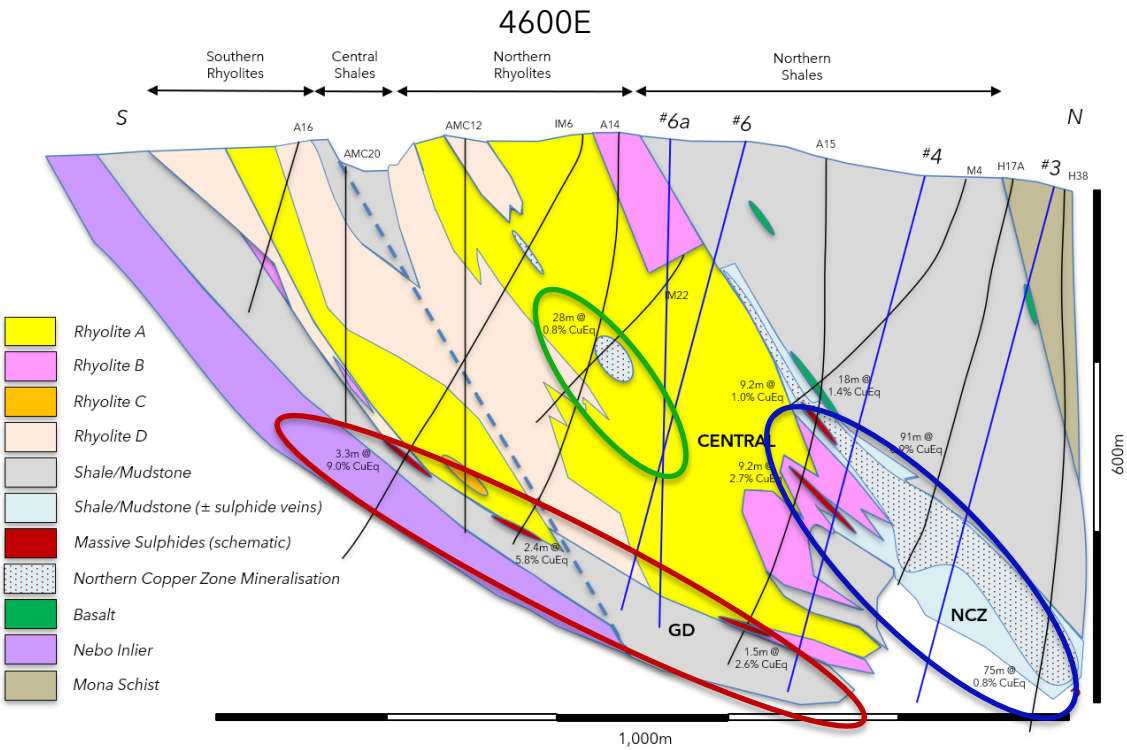 4600E
Southern
Rhyolites
Central
Shales
Northern
Rhyolites
Northern
Shales
S
N
A16
AMC20
AMC12
IM6
A14
#6a
#6
A15
#4
M4
H17A
#3
H38
IM22
28m @
0.8% CuEq
9.2m @
1.0% CuEq
18m @
1.4% CuEq
CENTRAL
91m @
0.9% CuEq
9.2m @
2.7% CuEq
3.3m @
9.0% CuEq
2.4m @
5.8% CuEq
GD
1.5m @
2.6% CuEq
NCZ
75m @
0.8% CuEq
Rhyolite A
Rhyolite B
Rhyolite C
Rhyolite D
Shale/Mudstone
Shale/Mudstone (± sulphide veins)
Massive Sulphides (schematic)
Northern Copper Zone Mineralisation
Basalt
Nebo Inlier
Mona Schist
600m
1,000m